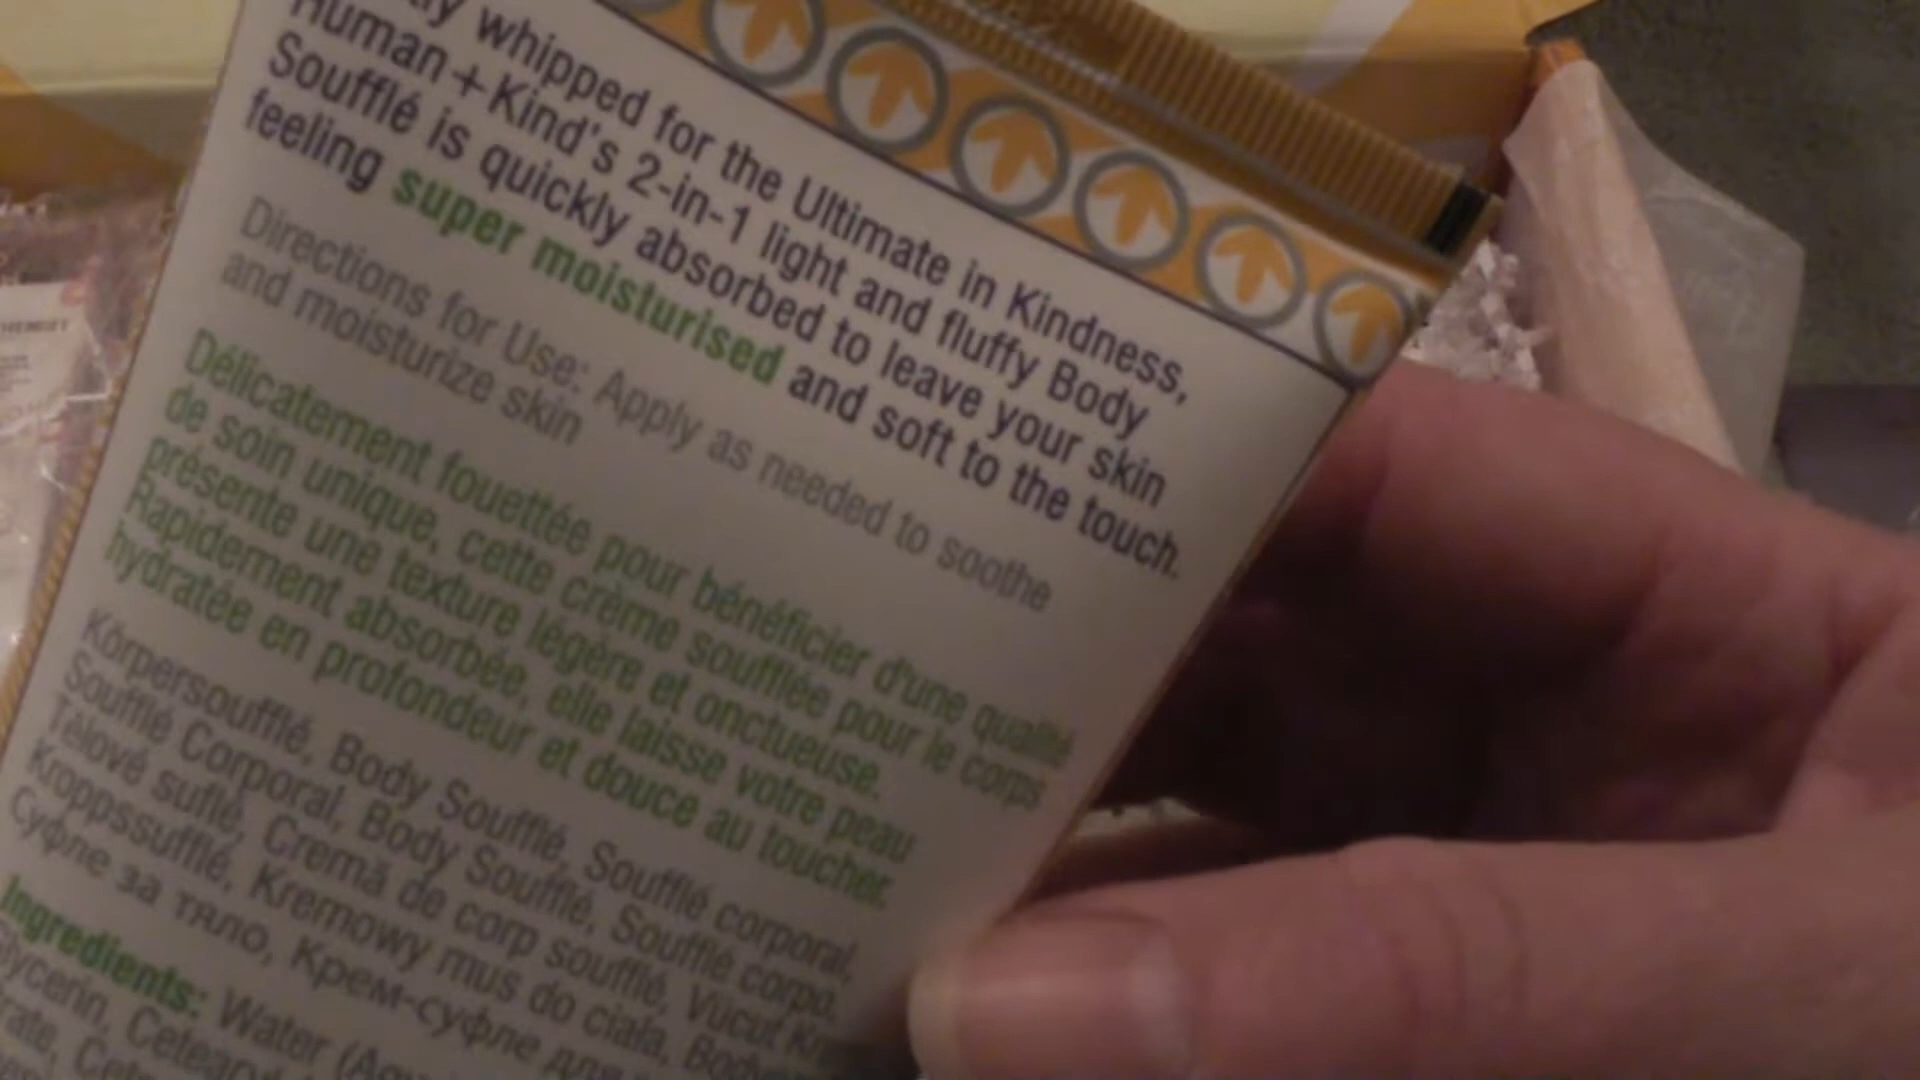 whipped for the Ultimate in Kindness,
Human+Kind's 2-in-1 light and fluffy Body
Soufflé is quickly absorbed to leave your skin
feeling super moisturised and soft to the touch.
Directions for Use: Apply as needed to soothe
and moisturize skin
Délicatement fouettée pour bénéficier d'une qualité
de soin unique, cette crème soufflée pour le corps
présente une texture légère et onctueuse.
Rapidement absorbée, elle laisse votre peau
hydratée en profondeur et douce au toucher.
Körpersoufflé, Body Soufflé, Soufflé corporal,
Soufflé Corporal, Body Soufflé, Soufflé corpo,
Tělové suflé, Cremă de corp soufflé, Vücut
Kroppssufflé, Kremowy mus do ciała,
Суфле за тяло, Крем-суфле для
Ingredients: Water